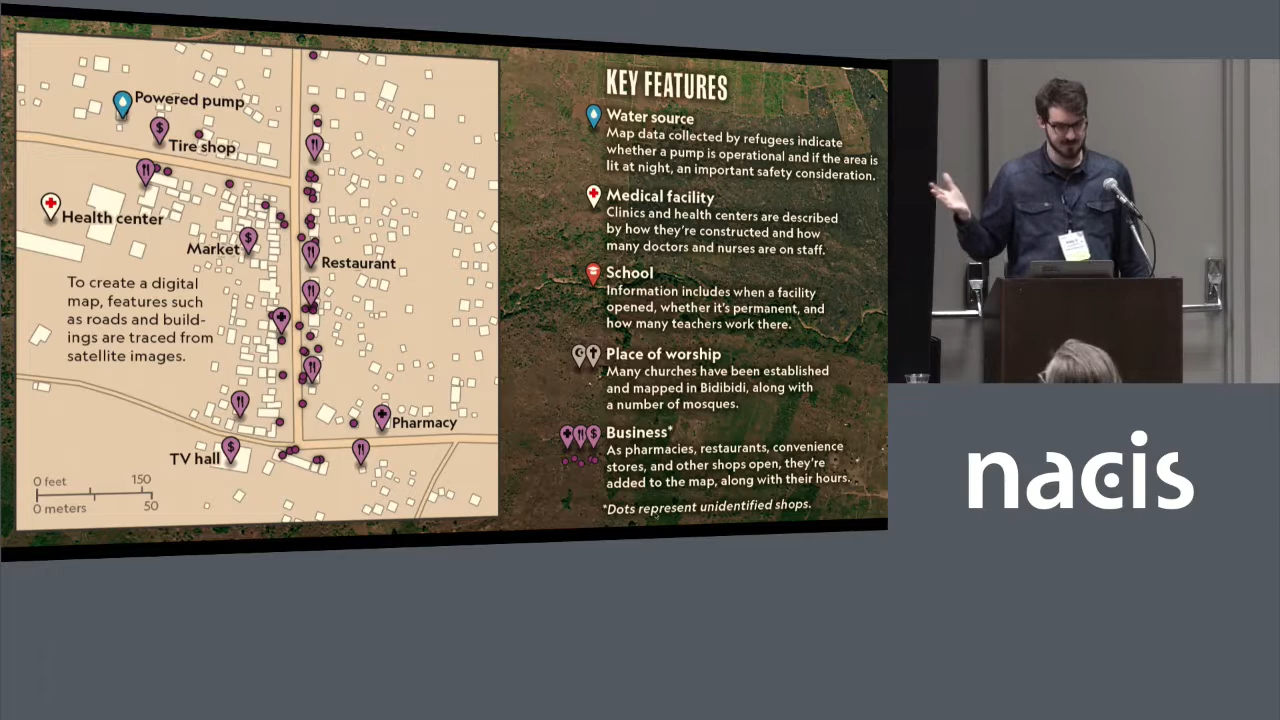 Powered pump
Tire shop
Health center
Market
Restaurant
To create a digital
map, features such
as roads and build-
ings are traced from
satellite images.
Pharmacy
TV hall
0 feet 150
0 meters 50
KEY FEATURES
Water source
Map data collected by refugees indicate
whether a pump is operational and if the area is
lit at night, an important safety consideration.
Medical facility
Clinics and health centers are described
by how they're constructed and how
many doctors and nurses are on staff.
School
Information includes when a facility
opened, whether it's permanent, and
how many teachers work there.
Place of worship
Many churches have been established
and mapped in Bidibidi, along with
a number of mosques.
Business*
As pharmacies, restaurants, convenience
stores, and other shops open, they're
added to the map, along with their hours.
*Dots represent unidentified shops.
nacis